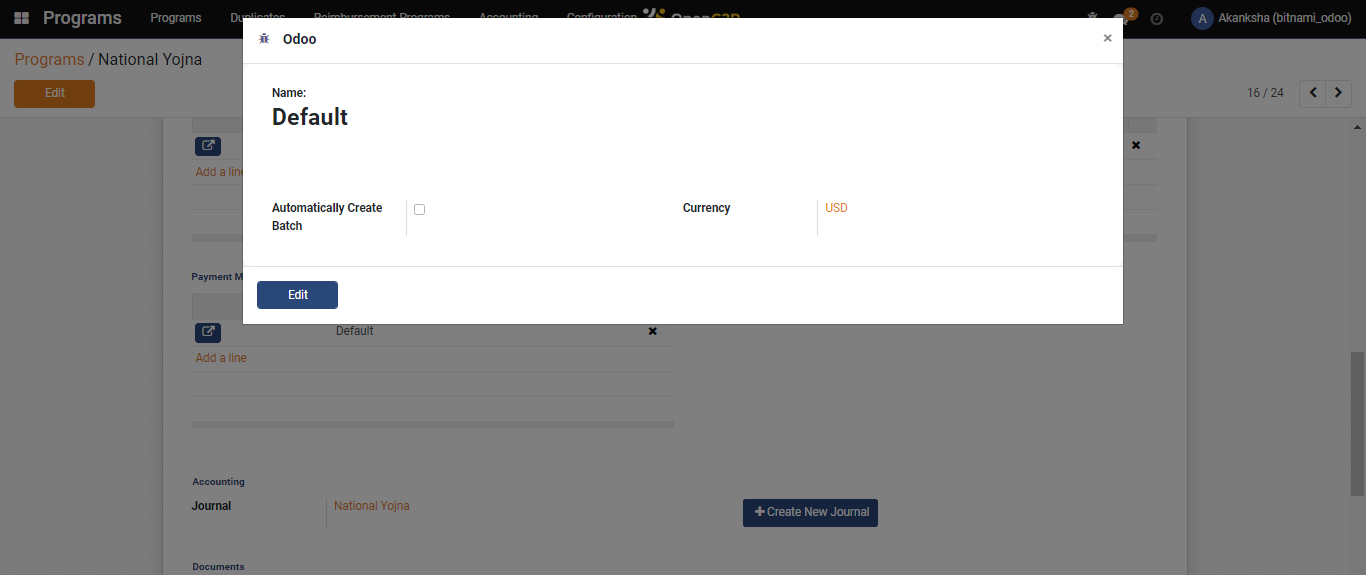 Programs Programs Duplicates Reimbursement Programs Accounting Configuration OpenG2P 2 A Akanksha (bitnami_odoo)
Odoo ×
Programs / National Yojna
Edit
16 / 24
Name:
Default
Add a line
Automatically Create Batch
Currency USD
Payment M
Edit
Default
Add a line
Accounting
Journal National Yojna Create New Journal
Documents